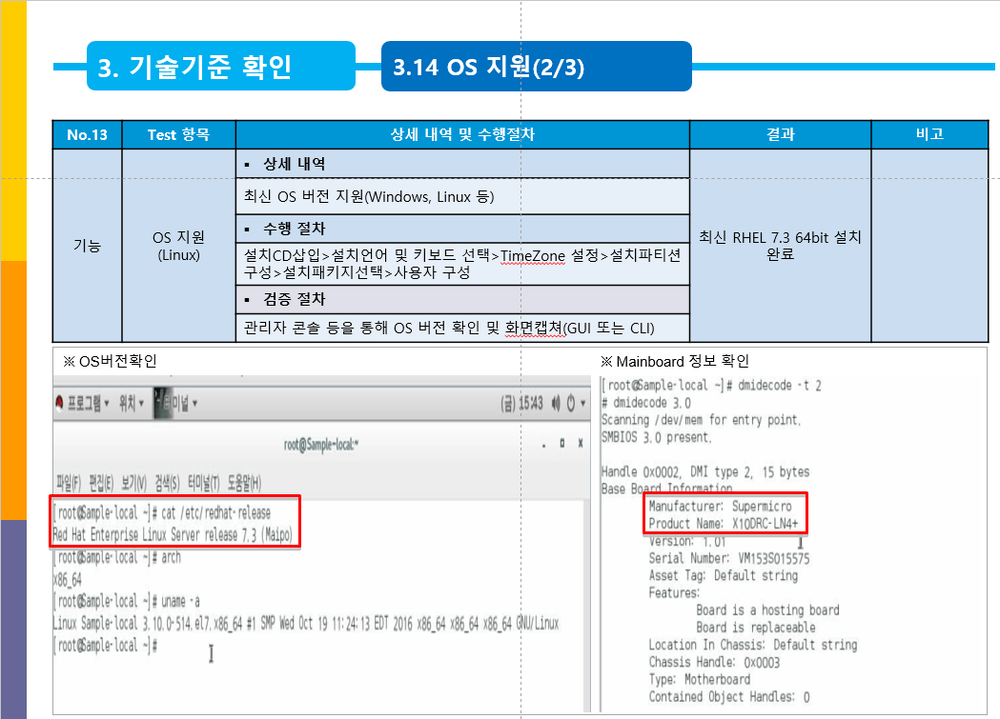 3. 기술기준 확인
3.14 OS 지원(2/3)
No.13
Test 항목
상세 내역 및 수행절차
결과
비고
기능
OS 지원
(Linux)
▪ 상세 내역
최신 OS 버전 지원(Windows, Linux 등)
▪ 수행 절차
설치CD삽입>설치언어 및 키보드 선택>TimeZone 설정>설치파티션
구성>설치패키지선택>사용자 구성
▪ 검증 절차
관리자 콘솔 등을 통해 OS 버전 확인 및 화면캡쳐(GUI 또는 CLI)
최신 RHEL 7.3 64bit 설치
완료
※ OS버전확인
프로그램 위치 터미널 (금) 15:43
root@Sample-local:~
파일(F) 편집(E) 보기(V) 검색(S) 터미널(T) 도움말(H)
[root@Sample-local ~]# cat /etc/redhat-release
Red Hat Enterprise Linux Server release 7.3 (Maipo)
[root@Sample-local ~]# arch
x86_64
[root@Sample-local ~]# uname -a
Linux Sample-local 3.10.0-514.el7.x86_64 #1 SMP Wed Oct 19 11:24:13 EDT 2016 x86_64 x86_64 x86_64 GNU/Linux
[root@Sample-local ~]#
※ Mainboard 정보 확인
[root@Sample-local ~]# dmidecode -t 2
# dmidecode 3.0
Scanning /dev/mem for entry point.
SMBIOS 3.0 present.
Handle 0x0002, DMI type 2, 15 bytes
Base Board Information
Manufacturer: Supermicro
Product Name: X10DRC-LN4+
Version: 1.01
Serial Number: VM153S015575
Asset Tag: Default string
Features:
Board is a hosting board
Board is replaceable
Location In Chassis: Default string
Chassis Handle: 0x0003
Type: Motherboard
Contained Object Handles: 0